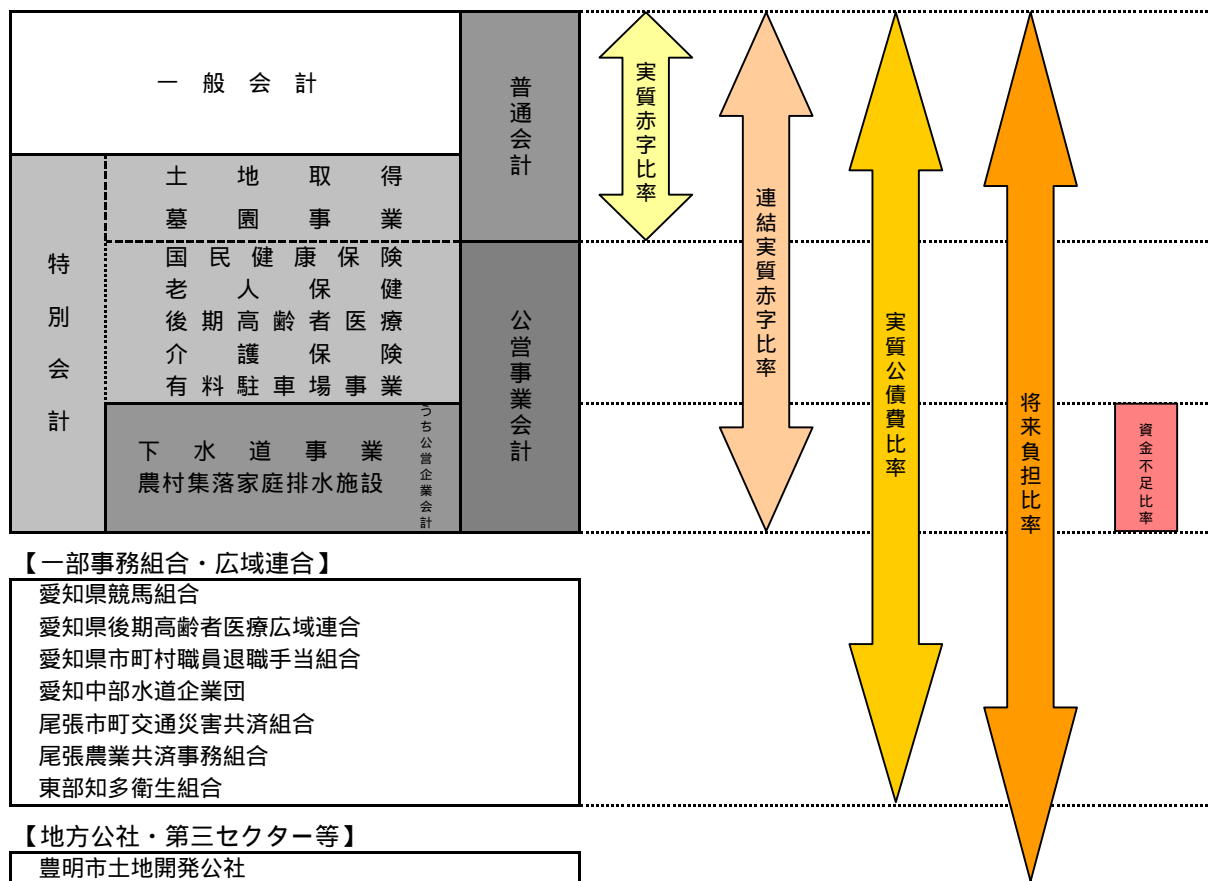 一般会計
普通会計
特別会計
土地取得
墓園事業
国民健康保険
老人保健
後期高齢者医療
介護保険
有料駐車場事業
公営事業会計
下水道事業
農村集落家庭排水施設
うち公営企業会計
実質赤字比率
連結実質赤字比率
実質公債費比率
将来負担比率
資金不足比率
【一部事務組合・広域連合】
愛知県競馬組合
愛知県後期高齢者医療広域連合
愛知県市町村職員退職手当組合
愛知中部水道企業団
尾張市町交通災害共済組合
尾張農業共済事務組合
東部知多衛生組合
【地方公社・第三セクター等】
豊明市土地開発公社